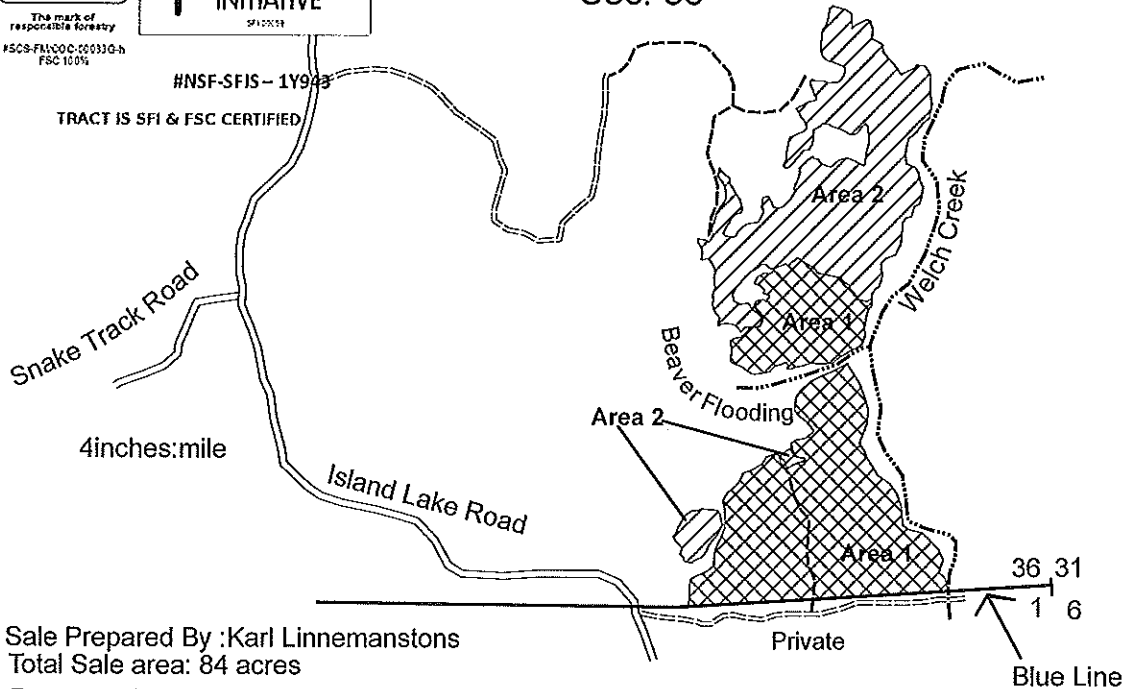 The mark of
responsible forestry
FSC 100%
INITIATIVE
#NSF-SFIS – 1Y943
TRACT IS SFI & FSC CERTIFIED
Area 2
Welch Creek
Snake Track Road
Area 1
Beaver Flooding
Area 2
4inches:mile
Island Lake Road
Area 1
36 31
1 6
Private
Blue Line
Sale Prepared By :Karl Linnemanstons
Total Sale area: 84 acres